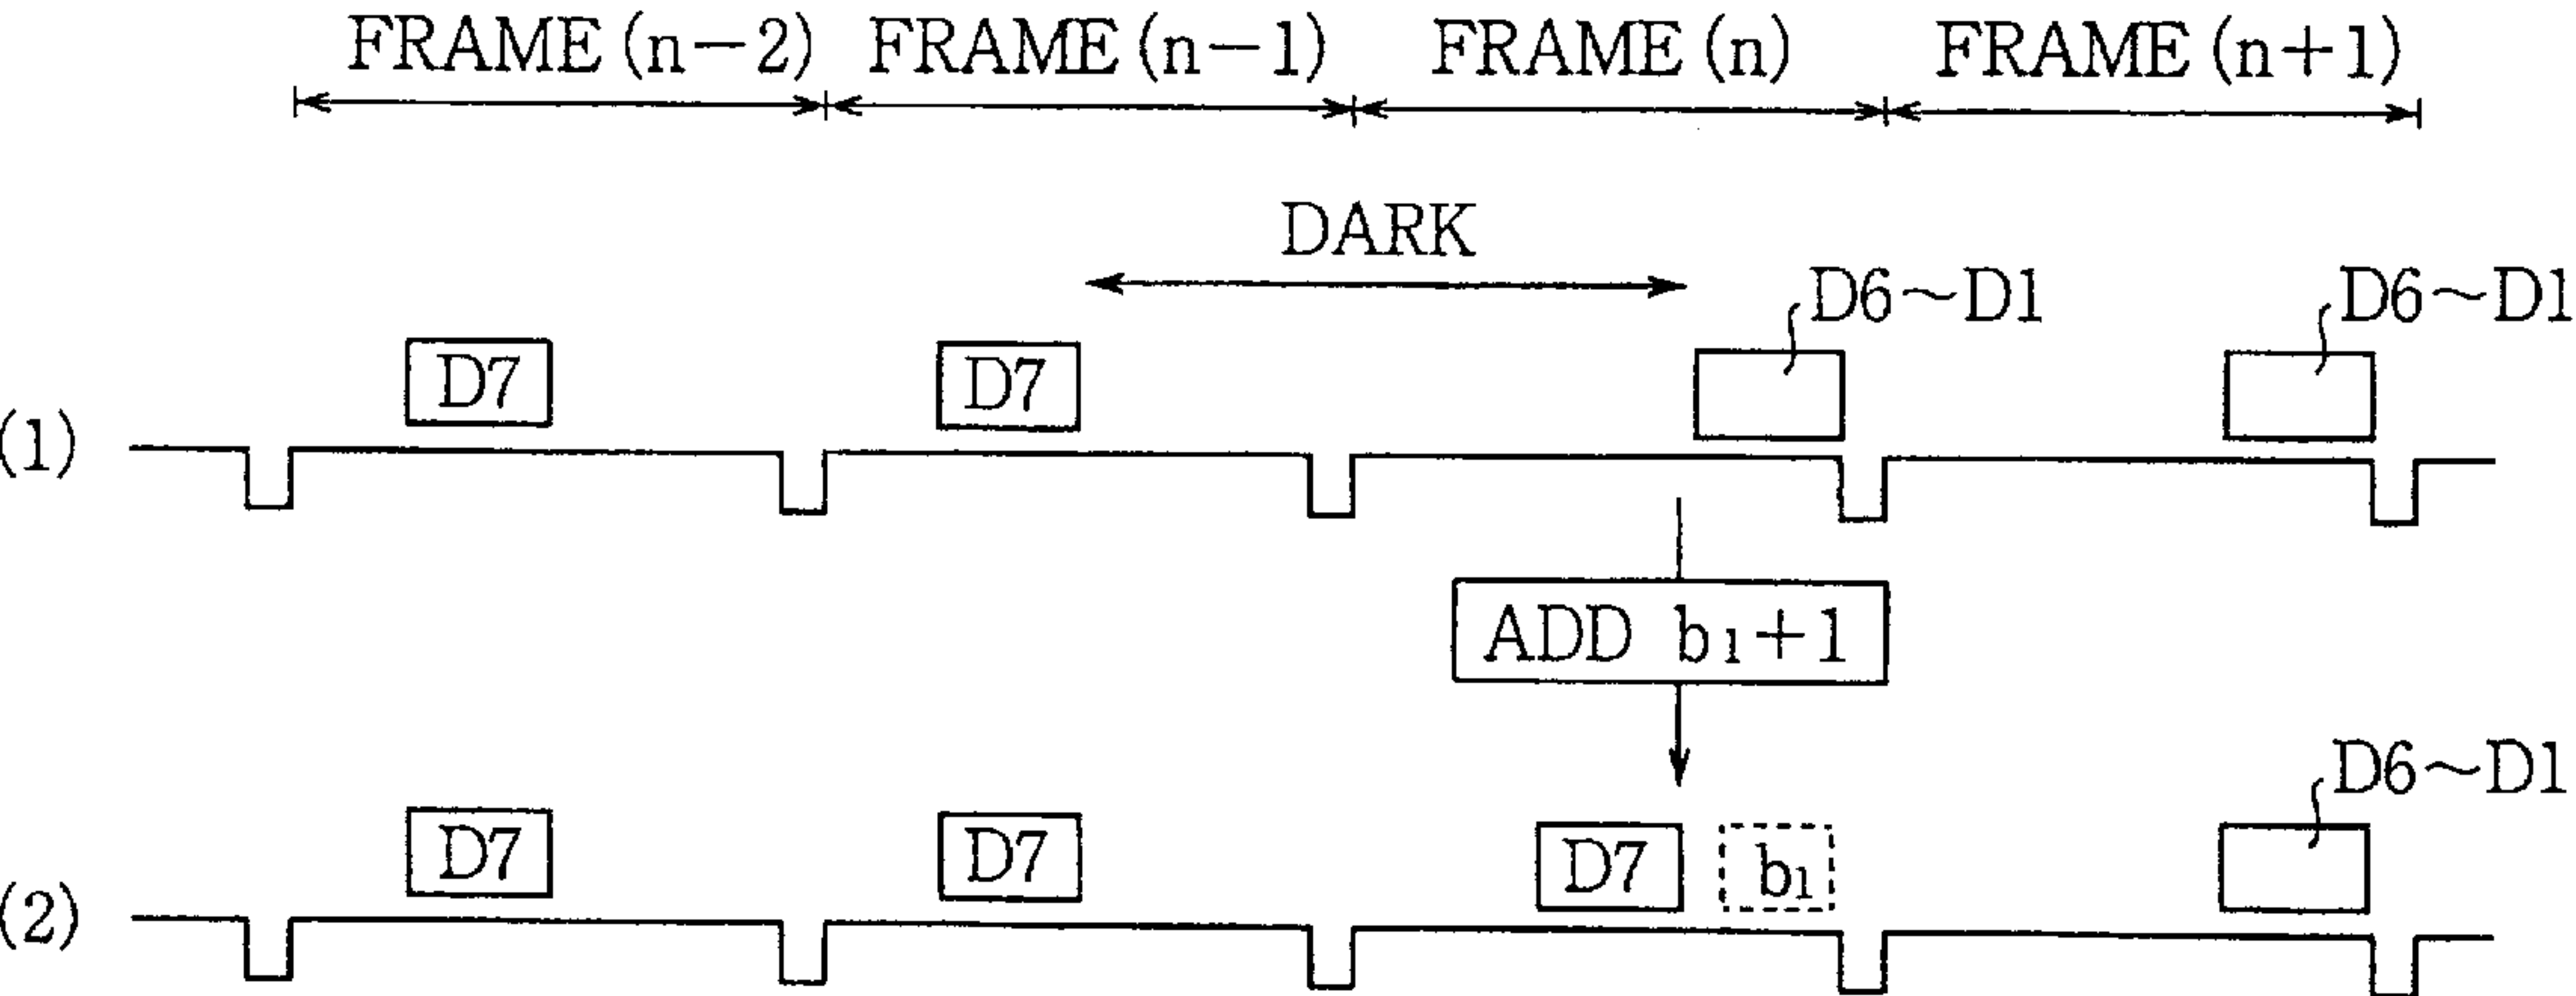 FRAME (n-2) FRAME (n-1) FRAME (n) FRAME (n+1)
DARK
D6~D1 D6~D1
D7 D7
(1)
ADD b1+1
D6~D1
D7 D7 D7 b1
(2)